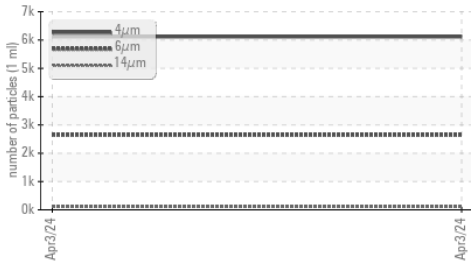 7k
6k
5k
4k
3k
2k
1k
0k
number of particles (1 ml)
4μm
6μm
14μm
Apr3/24
Apr3/24